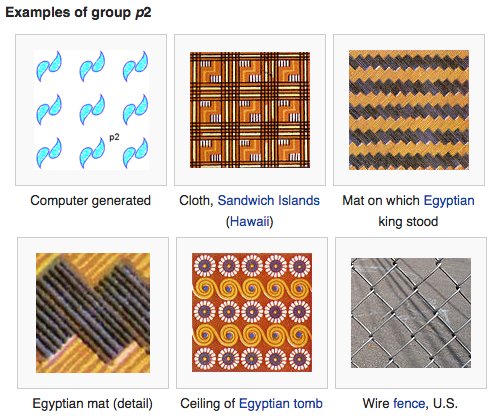 Examples of group p2
p2
Computer generated
Cloth, Sandwich Islands
(Hawaii)
Mat on which Egyptian
king stood
Egyptian mat (detail)
Ceiling of Egyptian tomb
Wire fence, U.S.